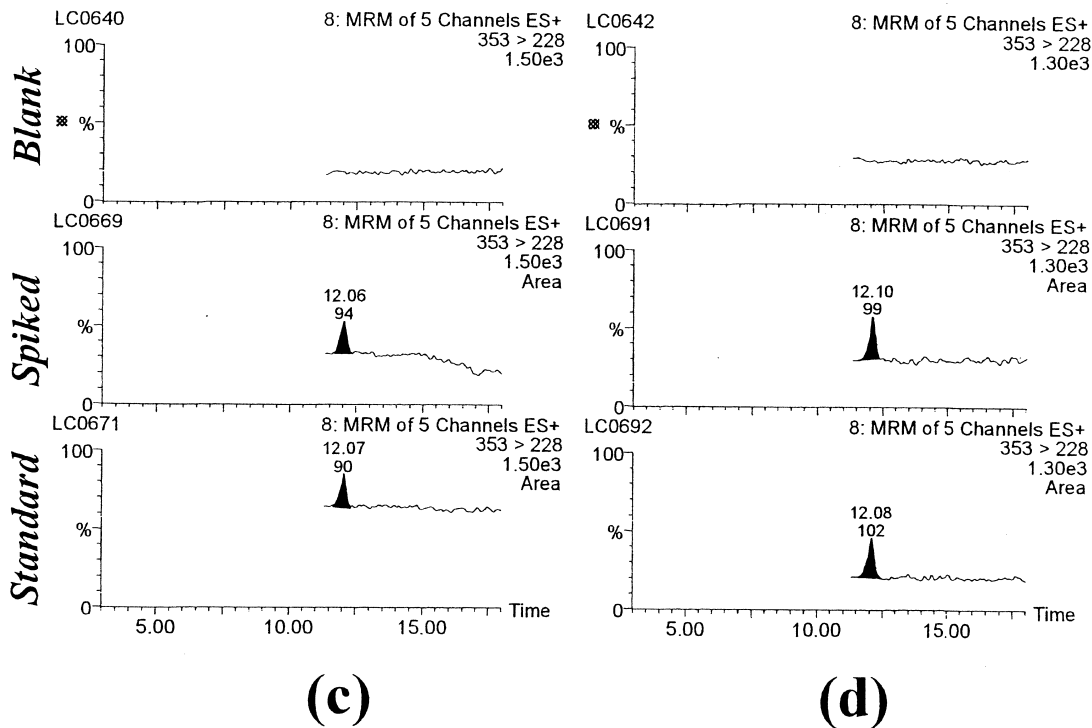 Blank
LC0640
8: MRM of 5 Channels ES+
353 > 228
1.50e3
100
%
0
LC0642
8: MRM of 5 Channels ES+
353 > 228
1.30e3
100
%
0
Spiked
LC0669
8: MRM of 5 Channels ES+
353 > 228
1.50e3
Area
100
12.06
94
%
0
LC0691
8: MRM of 5 Channels ES+
353 > 228
1.30e3
Area
100
12.10
99
%
0
Standard
LC0671
8: MRM of 5 Channels ES+
353 > 228
1.50e3
Area
100
12.07
90
%
0
Time
5.00 10.00 15.00
LC0692
8: MRM of 5 Channels ES+
353 > 228
1.30e3
Area
100
12.08
102
%
0
Time
5.00 10.00 15.00
(c)
(d)